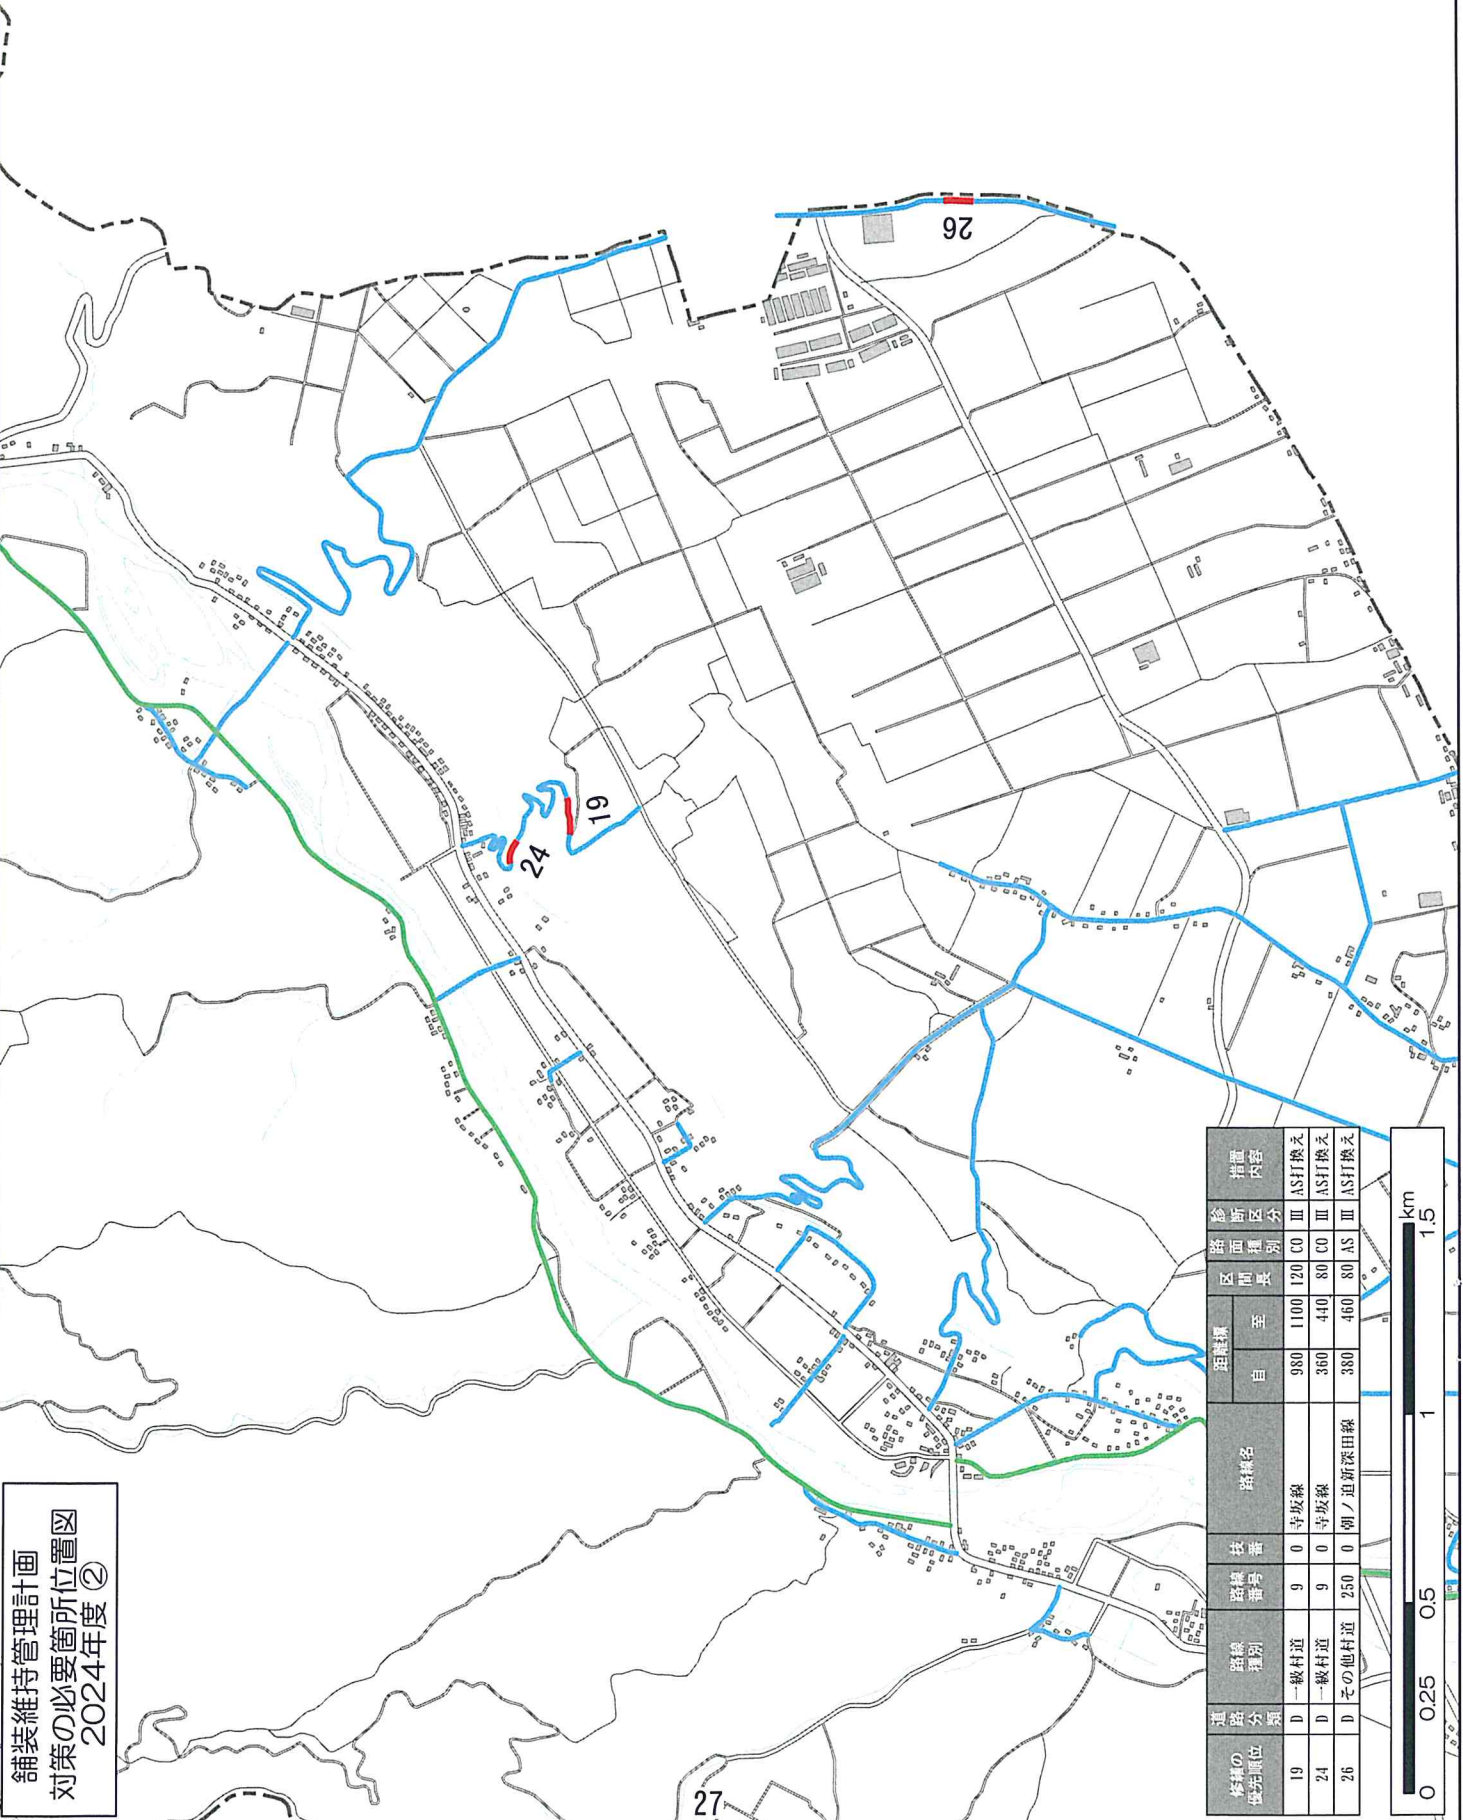 舗装維持管理計画
対策の必要箇所位置図
2024年度 ②
26
19
24
27
修繕の優先順位 道路分類 路線種別 路線番号 枝番 路線名 距離標 自 至 区間長 路面種別 診断区分 措置内容
19 D 一級村道 9 0 寺坂線 980 1100 120 CO Ⅲ AS打換え
24 D 一級村道 9 0 寺坂線 360 440 80 CO Ⅲ AS打換え
26 D その他村道 250 0 朝ノ迫新深田線 380 460 80 AS Ⅲ AS打換え
0 0.25 0.5 1 1.5 km